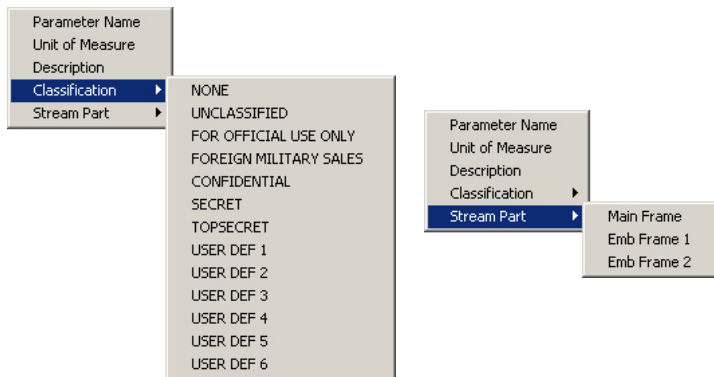 Parameter Name
Unit of Measure
Description
Classification
Stream Part
NONE
UNCLASSIFIED
FOR OFFICIAL USE ONLY
FOREIGN MILITARY SALES
CONFIDENTIAL
SECRET
TOPSECRET
USER DEF 1
USER DEF 2
USER DEF 3
USER DEF 4
USER DEF 5
USER DEF 6
Parameter Name
Unit of Measure
Description
Classification
Stream Part
Main Frame
Emb Frame 1
Emb Frame 2